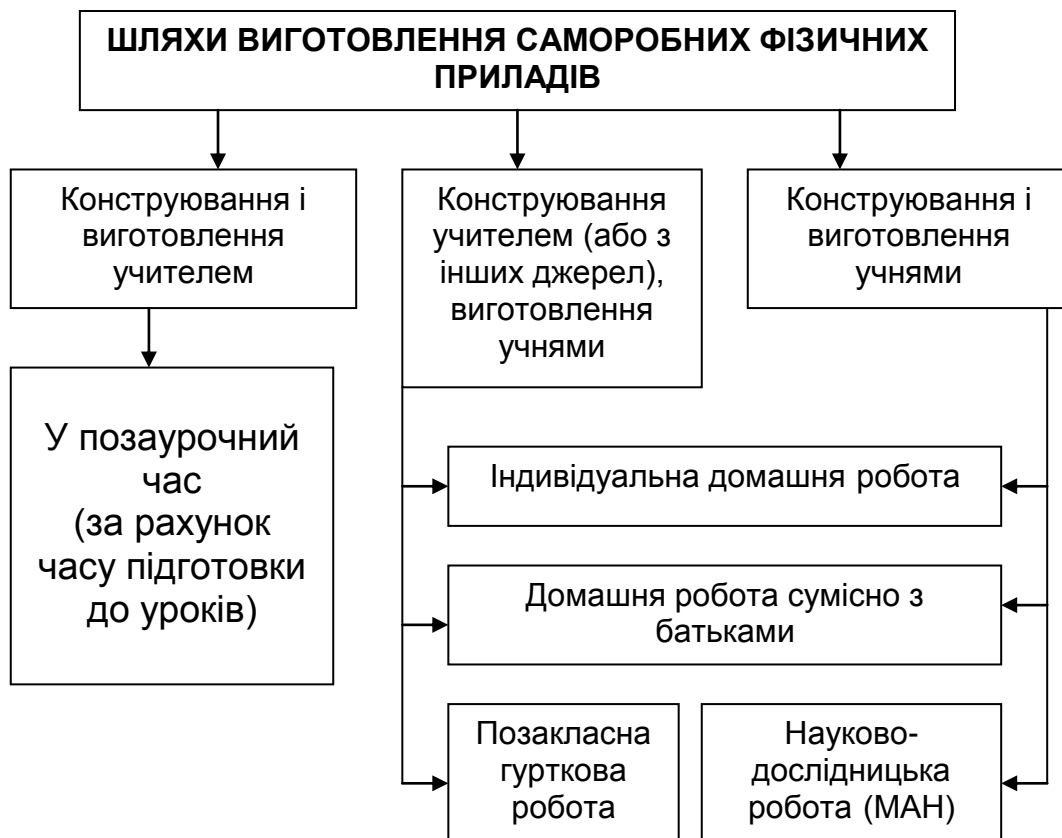 ШЛЯХИ ВИГОТОВЛЕННЯ САМОРОБНИХ ФІЗИЧНИХ
ПРИЛАДІВ
Конструювання і
виготовлення
учителем
Конструювання
учителем (або з
інших джерел),
виготовлення
учнями
Конструювання і
виготовлення
учнями
У позаурочний
час
(за рахунок
часу підготовки
до уроків)
Індивідуальна домашня робота
Домашня робота сумісно з
батьками
Позакласна
гурткова
робота
Науково-
дослідницька
робота (МАН)